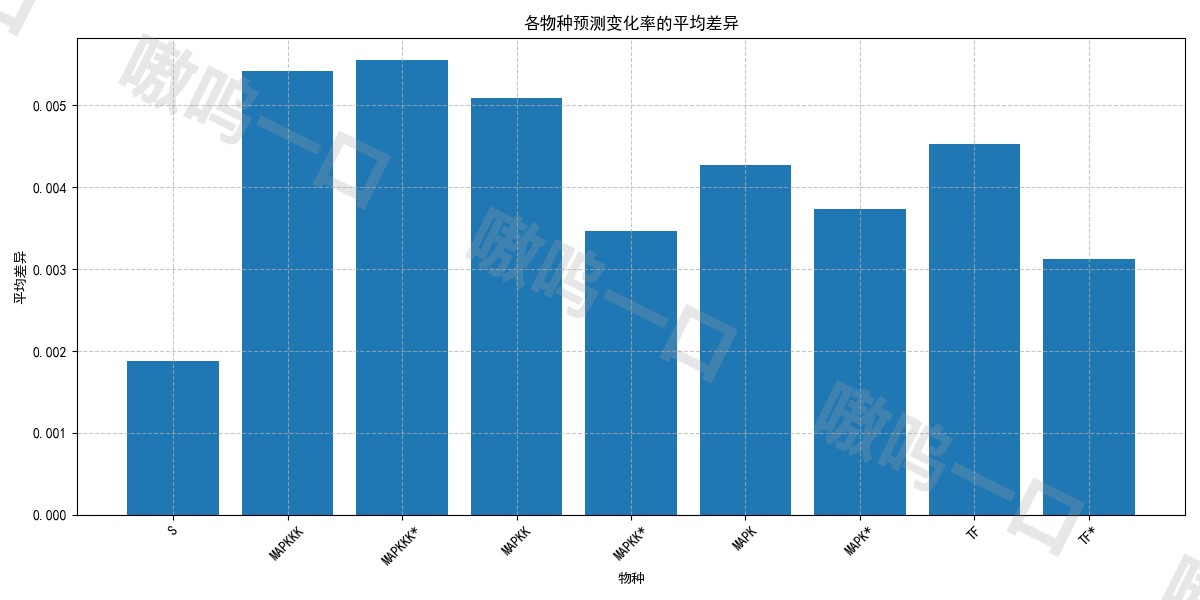 各物种预测变化率的平均差异
平均差异
0.005
0.004
0.003
0.002
0.001
0.000
S
MAPKKK
MAPKKK*
MAPKK
MAPKK*
MAPK
MAPK*
TF
TF*
物种
嗷呜一口
嗷呜一口
嗷呜一口